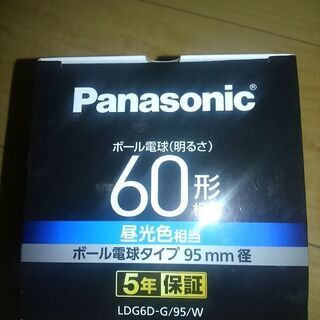 Panasonic®
ボール電球(明るさ)
60形
昼光色相当
ボール電球タイプ 95mm径
5年保証
LDG6D-G/95/W